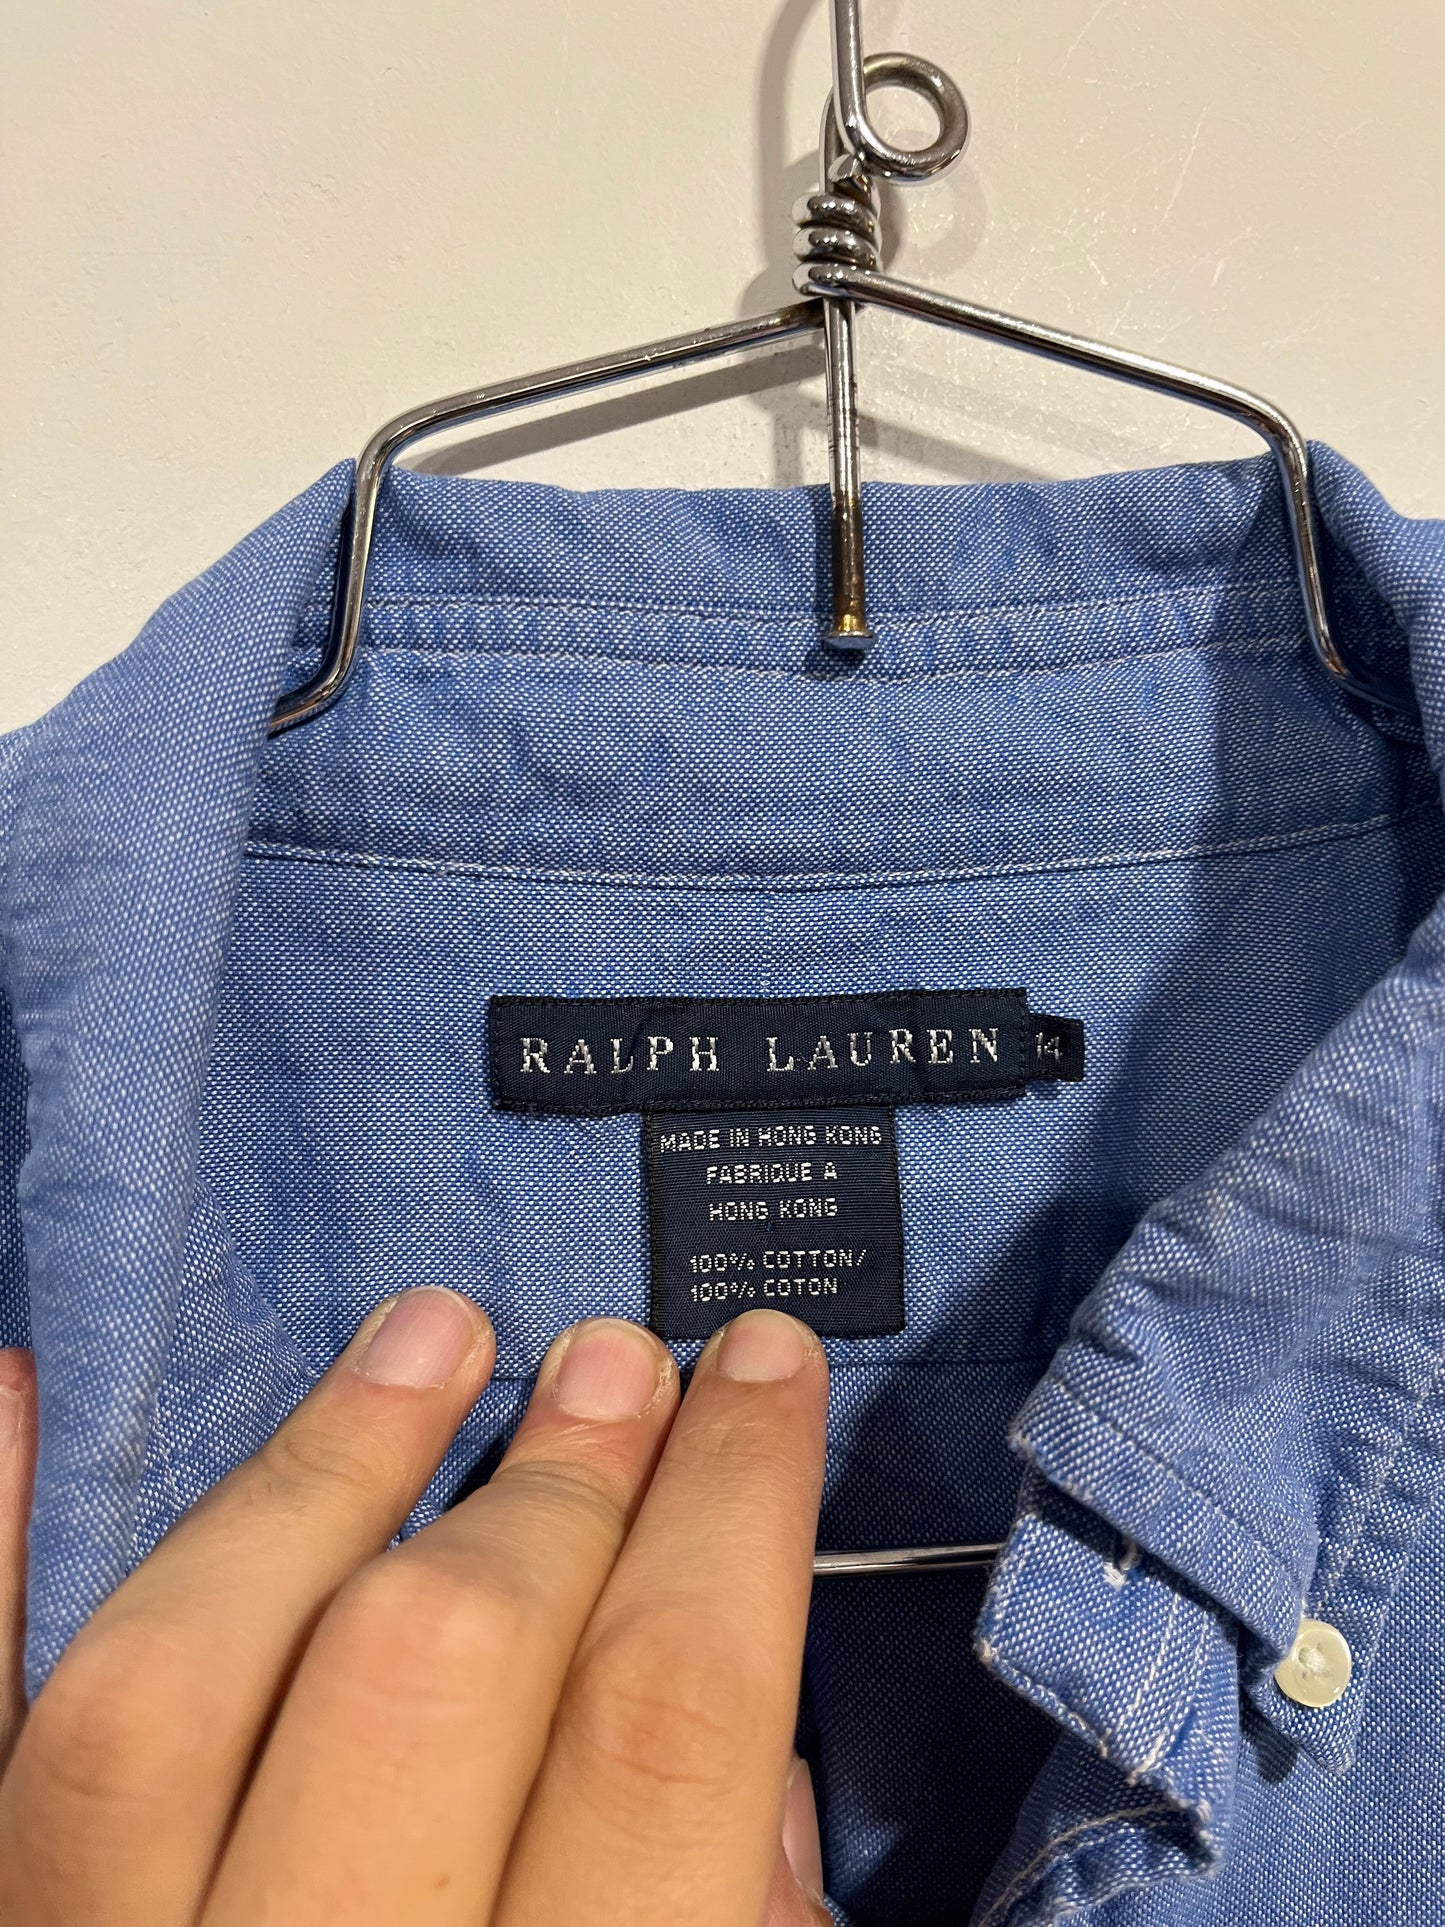 RALPH LAUREN 14
MADE IN HONG KONG
FABRIQUE A
HONG KONG
100% COTTON/
100% COTON